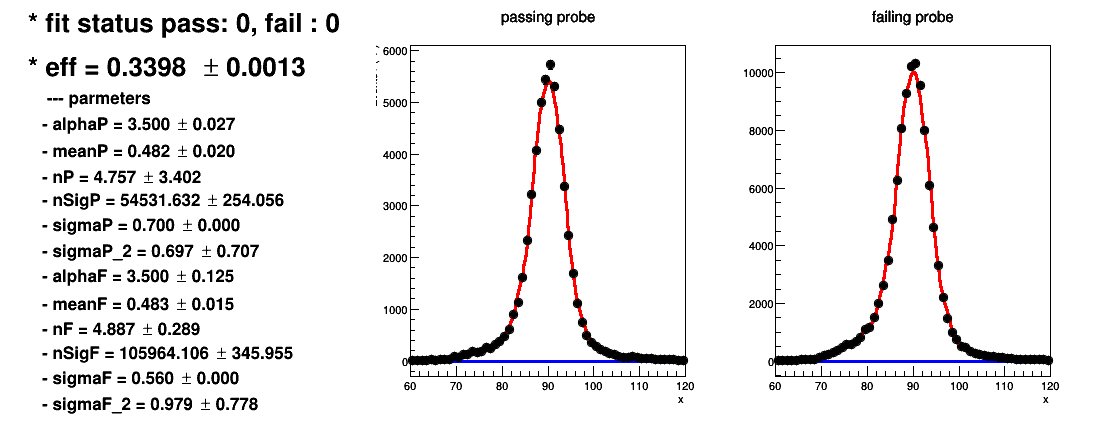 * fit status pass: 0, fail : 0
* eff = 0.3398 ± 0.0013
--- parmeters
- alphaP = 3.500 ± 0.027
- meanP = 0.482 ± 0.020
- nP = 4.757 ± 3.402
- nSigP = 54531.632 ± 254.056
- sigmaP = 0.700 ± 0.000
- sigmaP_2 = 0.697 ± 0.707
- alphaF = 3.500 ± 0.125
- meanF = 0.483 ± 0.015
- nF = 4.887 ± 0.289
- nSigF = 105964.106 ± 345.955
- sigmaF = 0.560 ± 0.000
- sigmaF_2 = 0.979 ± 0.778
passing probe
6000
5000
4000
3000
2000
1000
0
60 70 80 90 100 110 120
x
failing probe
10000
8000
6000
4000
2000
0
60 70 80 90 100 110 120
x